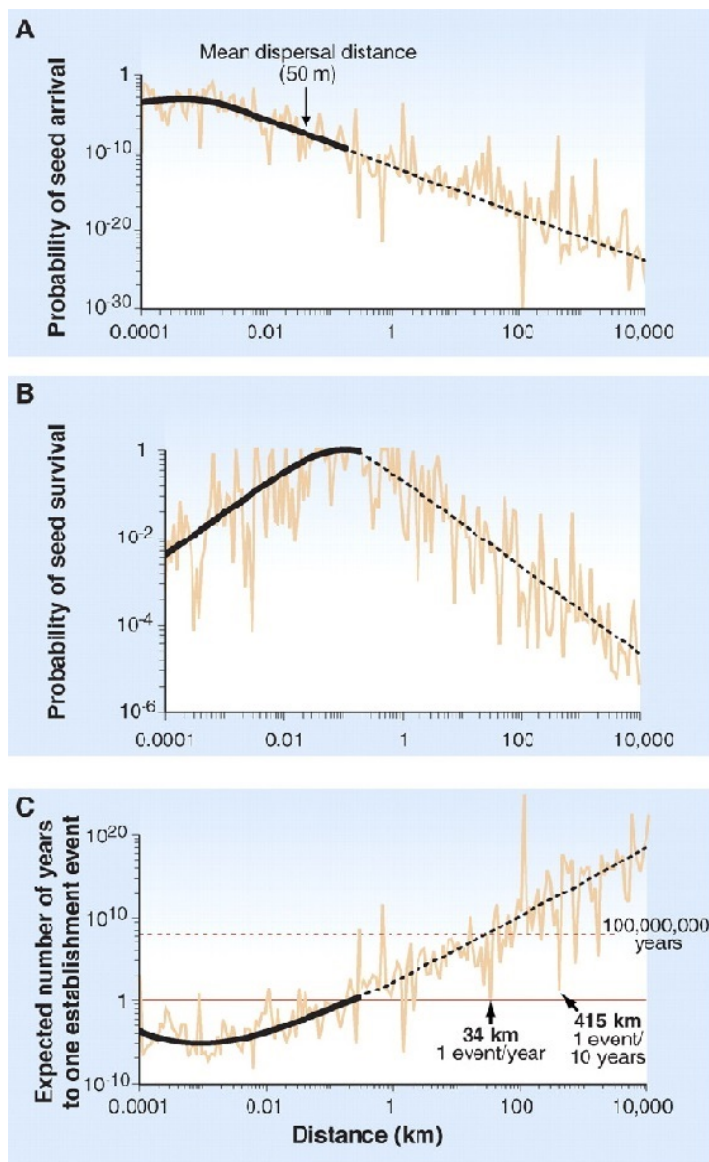 A
Mean dispersal distance
(50 m)
Probability of seed arrival
1
10-10
10-20
10-30
0.0001
0.01
1
100
10,000
B
Probability of seed survival
1
10-2
10-4
10-6
0.0001
0.01
1
100
10,000
C
Expected number of years
to one establishment event
1020
1010
1
10-10
100,000,000
years
34 km
1 event/year
415 km
1 event/
10 years
0.0001
0.01
1
100
10,000
Distance (km)